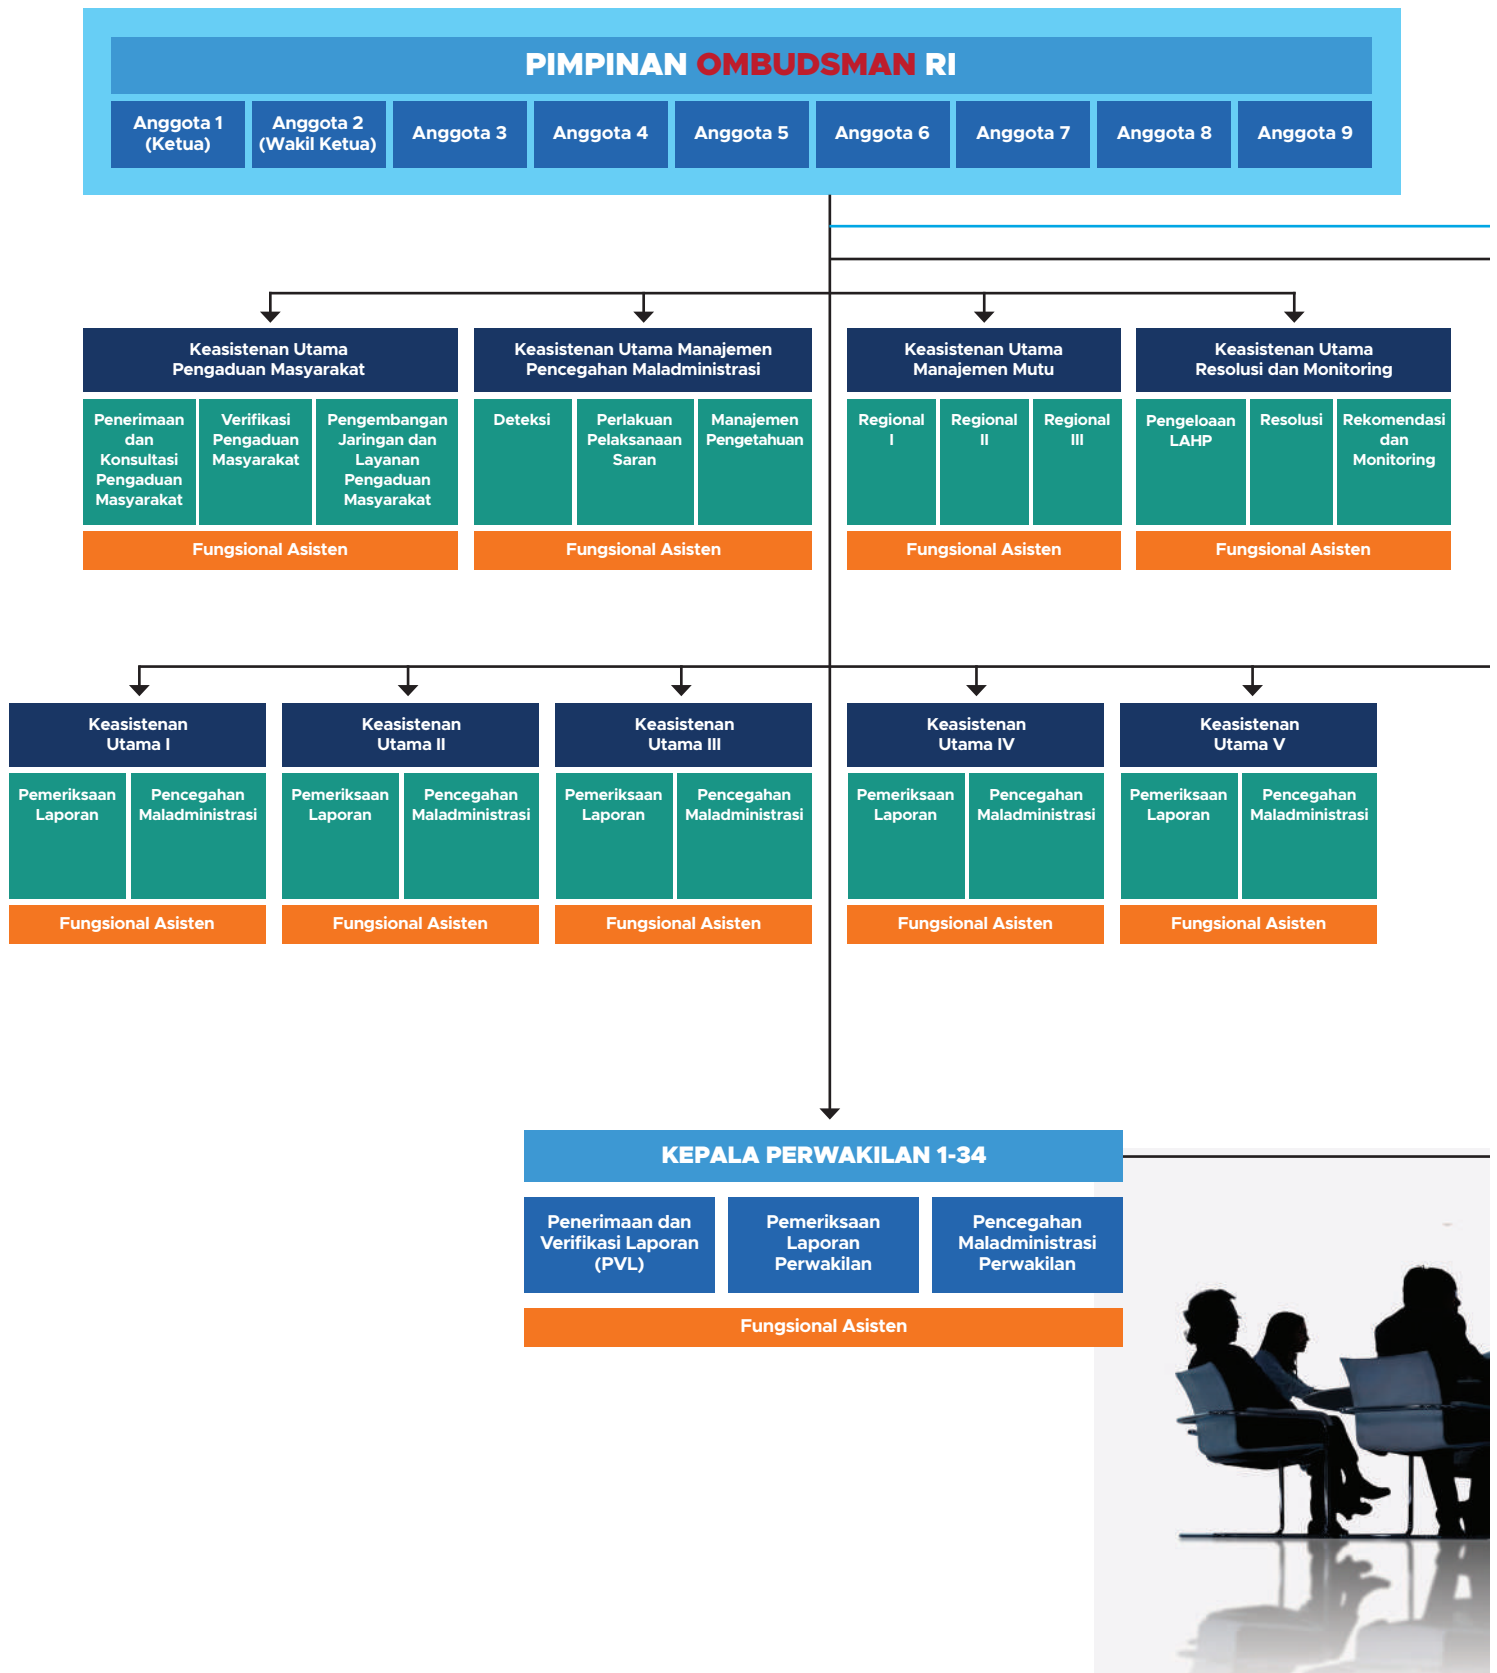 PIMPINAN OMBUDSMAN RI
Anggota 1
(Ketua)
Anggota 2
(Wakil Ketua)
Anggota 3
Anggota 4
Anggota 5
Anggota 6
Anggota 7
Anggota 8
Anggota 9
Keasistenan Utama
Pengaduan Masyarakat
Penerimaan
dan
Konsultasi
Pengaduan
Masyarakat
Verifikasi
Pengaduan
Masyarakat
Pengembangan
Jaringan dan
Layanan
Pengaduan
Masyarakat
Fungsional Asisten
Keasistenan Utama Manajemen
Pencegahan Maladministrasi
Deteksi
Perlakuan
Pelaksanaan
Saran
Manajemen
Pengetahuan
Fungsional Asisten
Keasistenan Utama
Manajemen Mutu
Regional
I
Regional
II
Regional
III
Fungsional Asisten
Keasistenan Utama
Resolusi dan Monitoring
Pengeloaan
LAHP
Resolusi
Rekomendasi
dan
Monitoring
Fungsional Asisten
Keasistenan
Utama I
Pemeriksaan
Laporan
Pencegahan
Maladministrasi
Fungsional Asisten
Keasistenan
Utama II
Pemeriksaan
Laporan
Pencegahan
Maladministrasi
Fungsional Asisten
Keasistenan
Utama III
Pemeriksaan
Laporan
Pencegahan
Maladministrasi
Fungsional Asisten
Keasistenan
Utama IV
Pemeriksaan
Laporan
Pencegahan
Maladministrasi
Fungsional Asisten
Keasistenan
Utama V
Pemeriksaan
Laporan
Pencegahan
Maladministrasi
Fungsional Asisten
KEPALA PERWAKILAN 1-34
Penerimaan dan
Verifikasi Laporan
(PVL)
Pemeriksaan
Laporan
Perwakilan
Pencegahan
Maladministrasi
Perwakilan
Fungsional Asisten